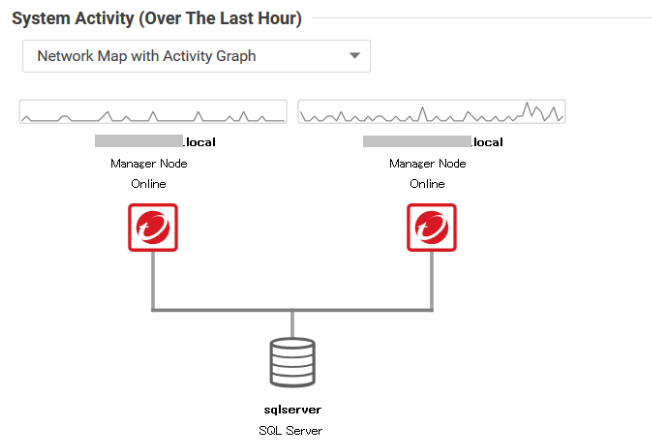 System Activity (Over The Last Hour)
Network Map with Activity Graph
.local .local
Manager Node Manager Node
Online Online
sqlserver
SQL Server